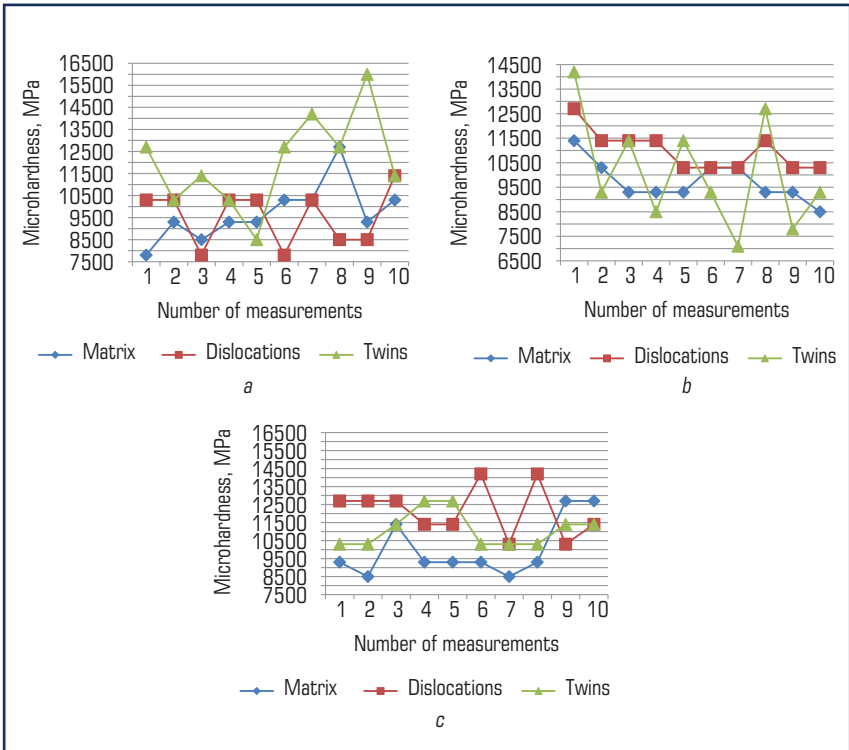 Microhardness, MPa
16500
15500
14500
13500
12500
11500
10500
9500
8500
7500
1 2 3 4 5 6 7 8 9 10
Number of measurements
Matrix Dislocations Twins
a
Microhardness, MPa
14500
13500
12500
11500
10500
9500
8500
7500
6500
1 2 3 4 5 6 7 8 9 10
Number of measurements
Matrix Dislocations Twins
b
Microhardness, MPa
16500
15500
14500
13500
12500
11500
10500
9500
8500
7500
1 2 3 4 5 6 7 8 9 10
Number of measurements
Matrix Dislocations Twins
c